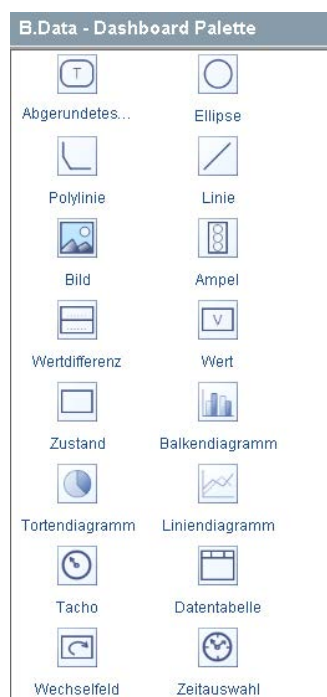 B.Data - Dashboard Palette
T
Abgerundetes...
Ellipse
Polylinie
Linie
Bild
Ampel
V
Wertdifferenz
Wert
Zustand
Balkendiagramm
Tortendiagramm
Liniendiagramm
Tacho
Datentabelle
Wechselfeld
Zeitauswahl